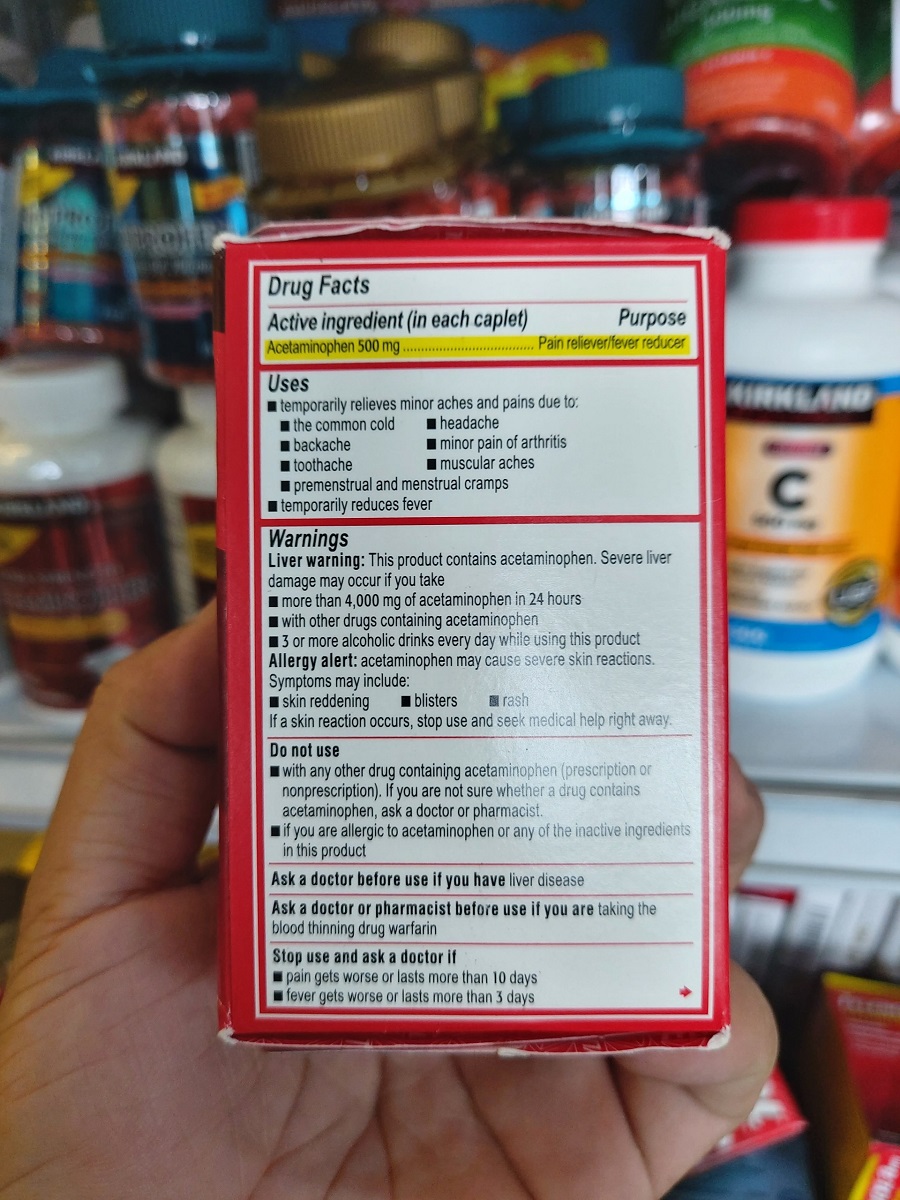 Drug Facts
Active ingredient (in each caplet) Purpose
Acetaminophen 500 mg .................................... Pain reliever/fever reducer
Uses
■ temporarily relieves minor aches and pains due to:
■ the common cold ■ headache
■ backache ■ minor pain of arthritis
■ toothache ■ muscular aches
■ premenstrual and menstrual cramps
■ temporarily reduces fever
Warnings
Liver warning: This product contains acetaminophen. Severe liver
damage may occur if you take
■ more than 4,000 mg of acetaminophen in 24 hours
■ with other drugs containing acetaminophen
■ 3 or more alcoholic drinks every day while using this product
Allergy alert: acetaminophen may cause severe skin reactions.
Symptoms may include:
■ skin reddening ■ blisters ■ rash
If a skin reaction occurs, stop use and seek medical help right away.
Do not use
■ with any other drug containing acetaminophen (prescription or
nonprescription). If you are not sure whether a drug contains
acetaminophen, ask a doctor or pharmacist.
■ if you are allergic to acetaminophen or any of the inactive ingredients
in this product
Ask a doctor before use if you have liver disease
Ask a doctor or pharmacist before use if you are taking the
blood thinning drug warfarin
Stop use and ask a doctor if
■ pain gets worse or lasts more than 10 days
■ fever gets worse or lasts more than 3 days
KIRKLAND
C